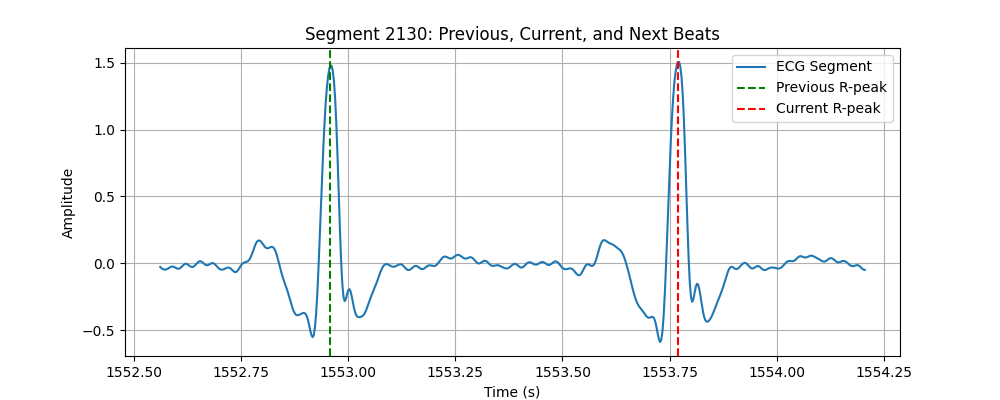 Segment 2130: Previous, Current, and Next Beats
ECG Segment
Previous R-peak
Current R-peak
1.5
1.0
0.5
0.0
−0.5
Amplitude
1552.50 1552.75 1553.00 1553.25 1553.50 1553.75 1554.00 1554.25
Time (s)